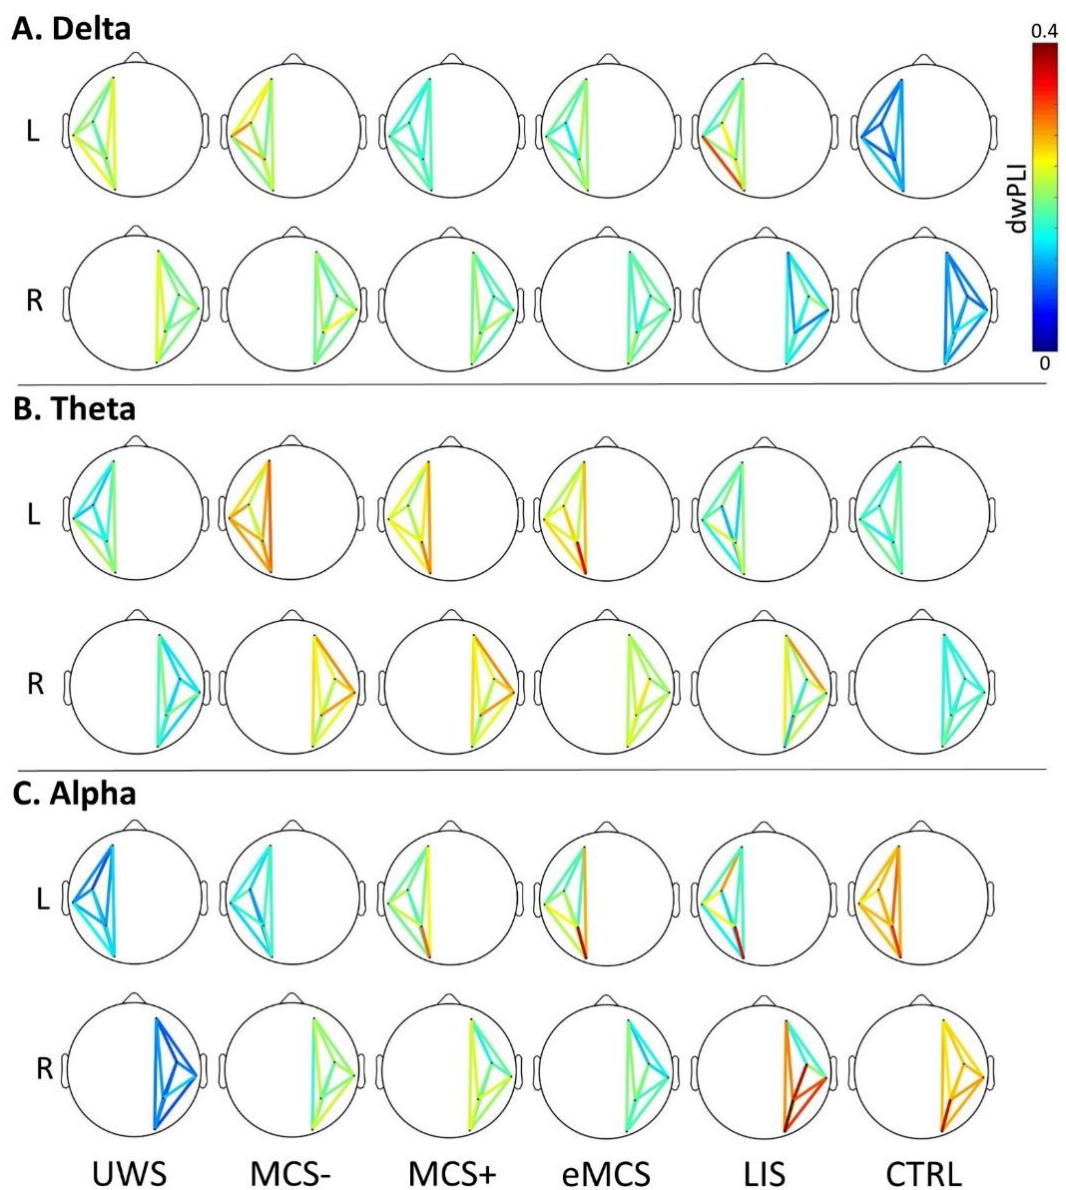 A. Delta
0.4
L
dwPLI
R
0
B. Theta
L
R
C. Alpha
L
R
UWS MCS- MCS+ eMCS LIS CTRL